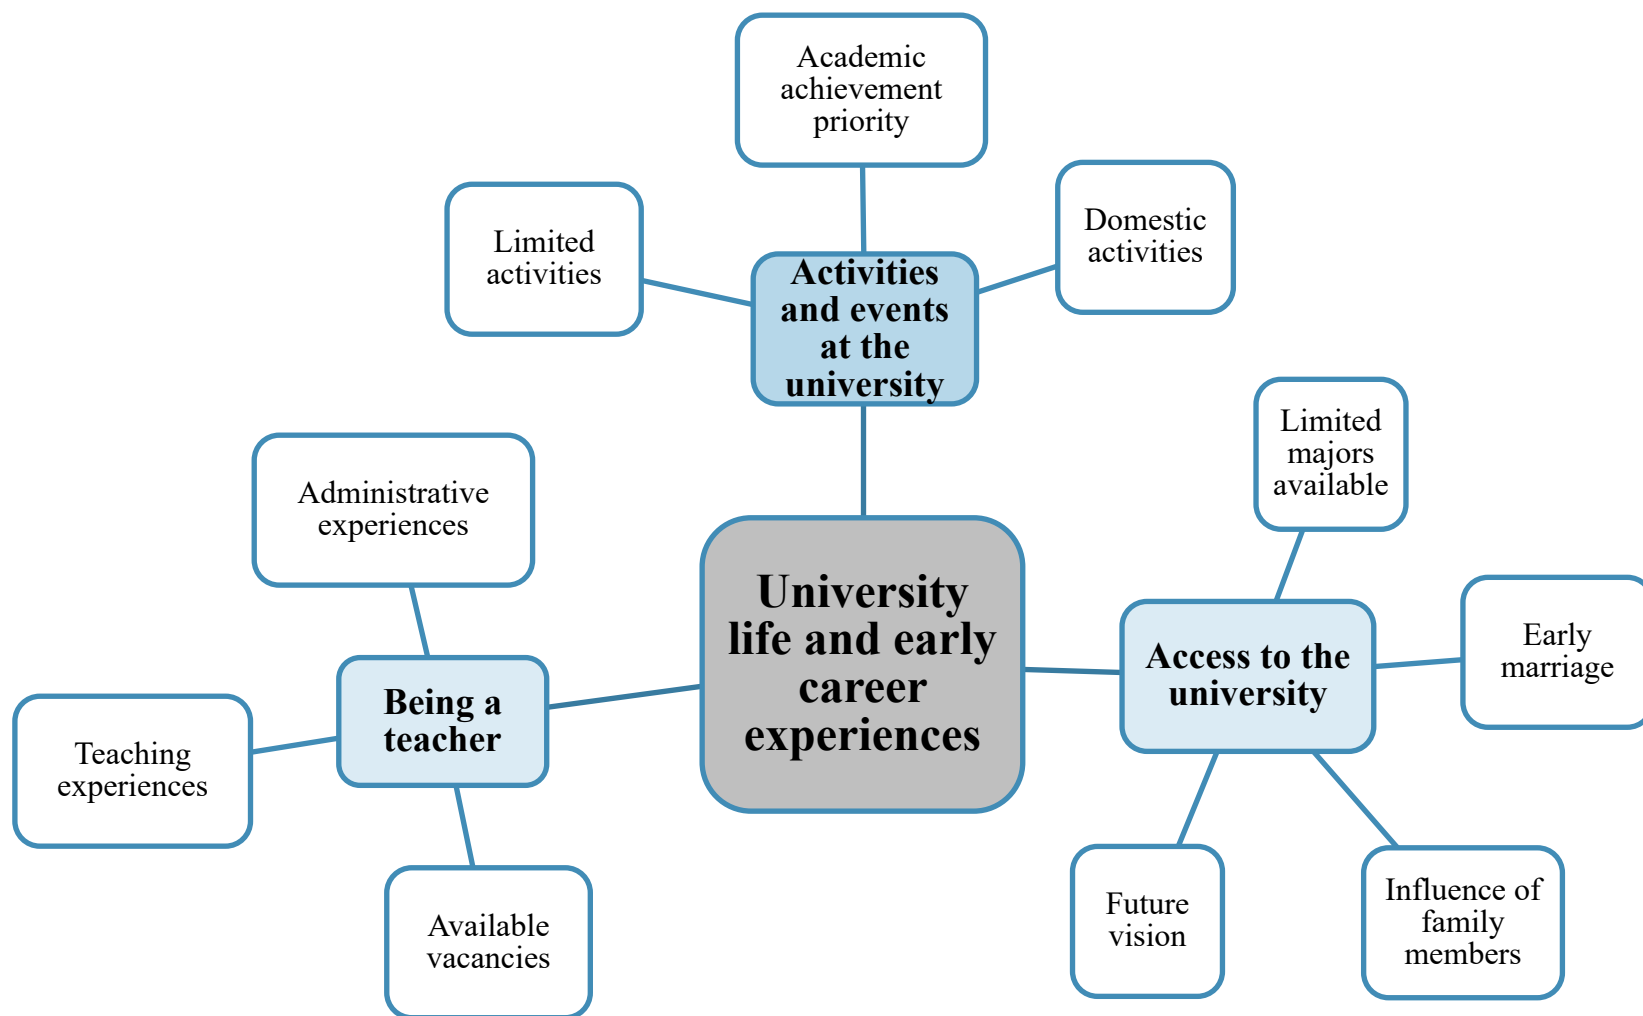 Academic
achievement
priority
Limited
activities
Domestic
activities
Activities
and events
at the
university
Limited
majors
available
Administrative
experiences
University
life and early
career
experiences
Early
marriage
Access to the
university
Being a
teacher
Teaching
experiences
Future
vision
Influence of
family
members
Available
vacancies